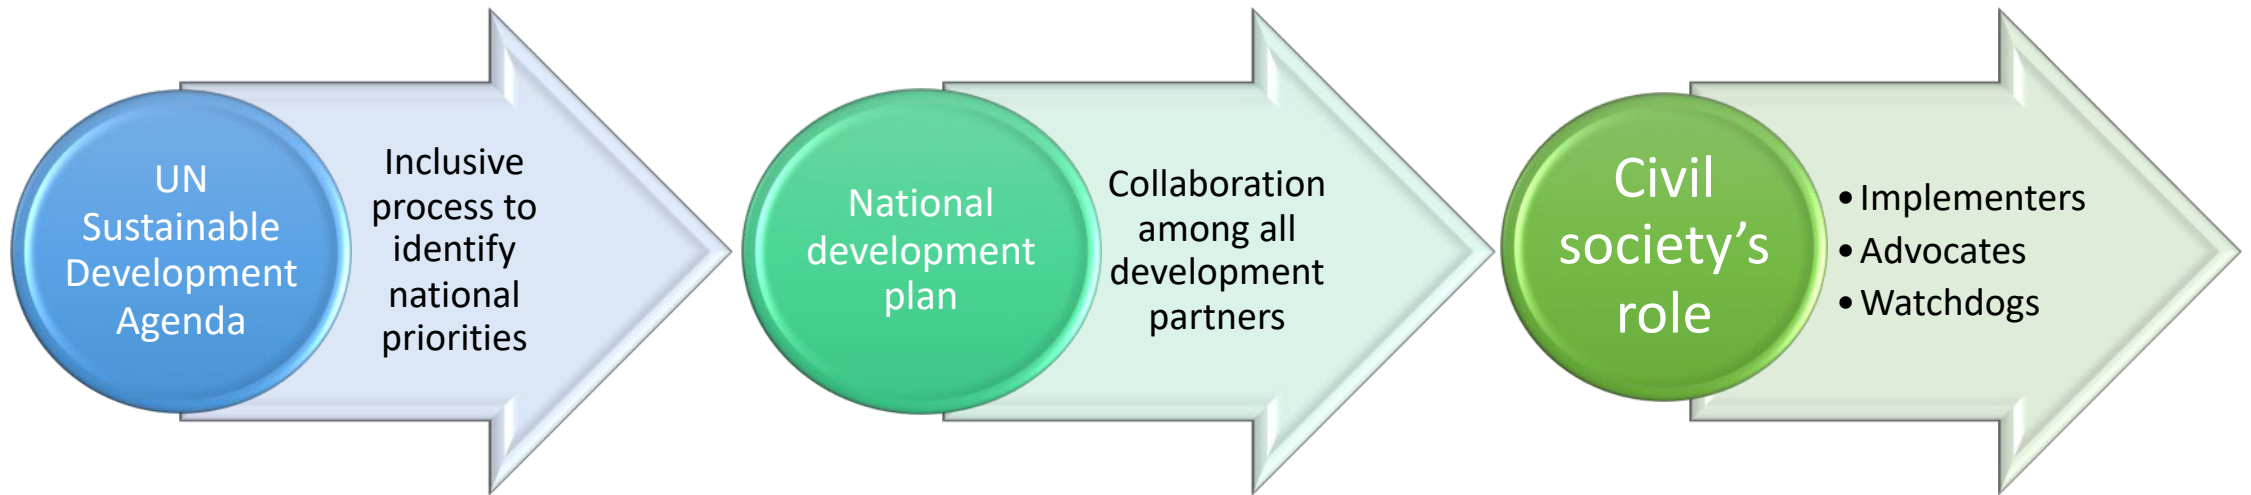 UN
Sustainable
Development
Agenda
Inclusive
process to
identify
national
priorities
National
development
plan
Collaboration
among all
development
partners
Civil
society’s
role
•Implementers
•Advocates
•Watchdogs